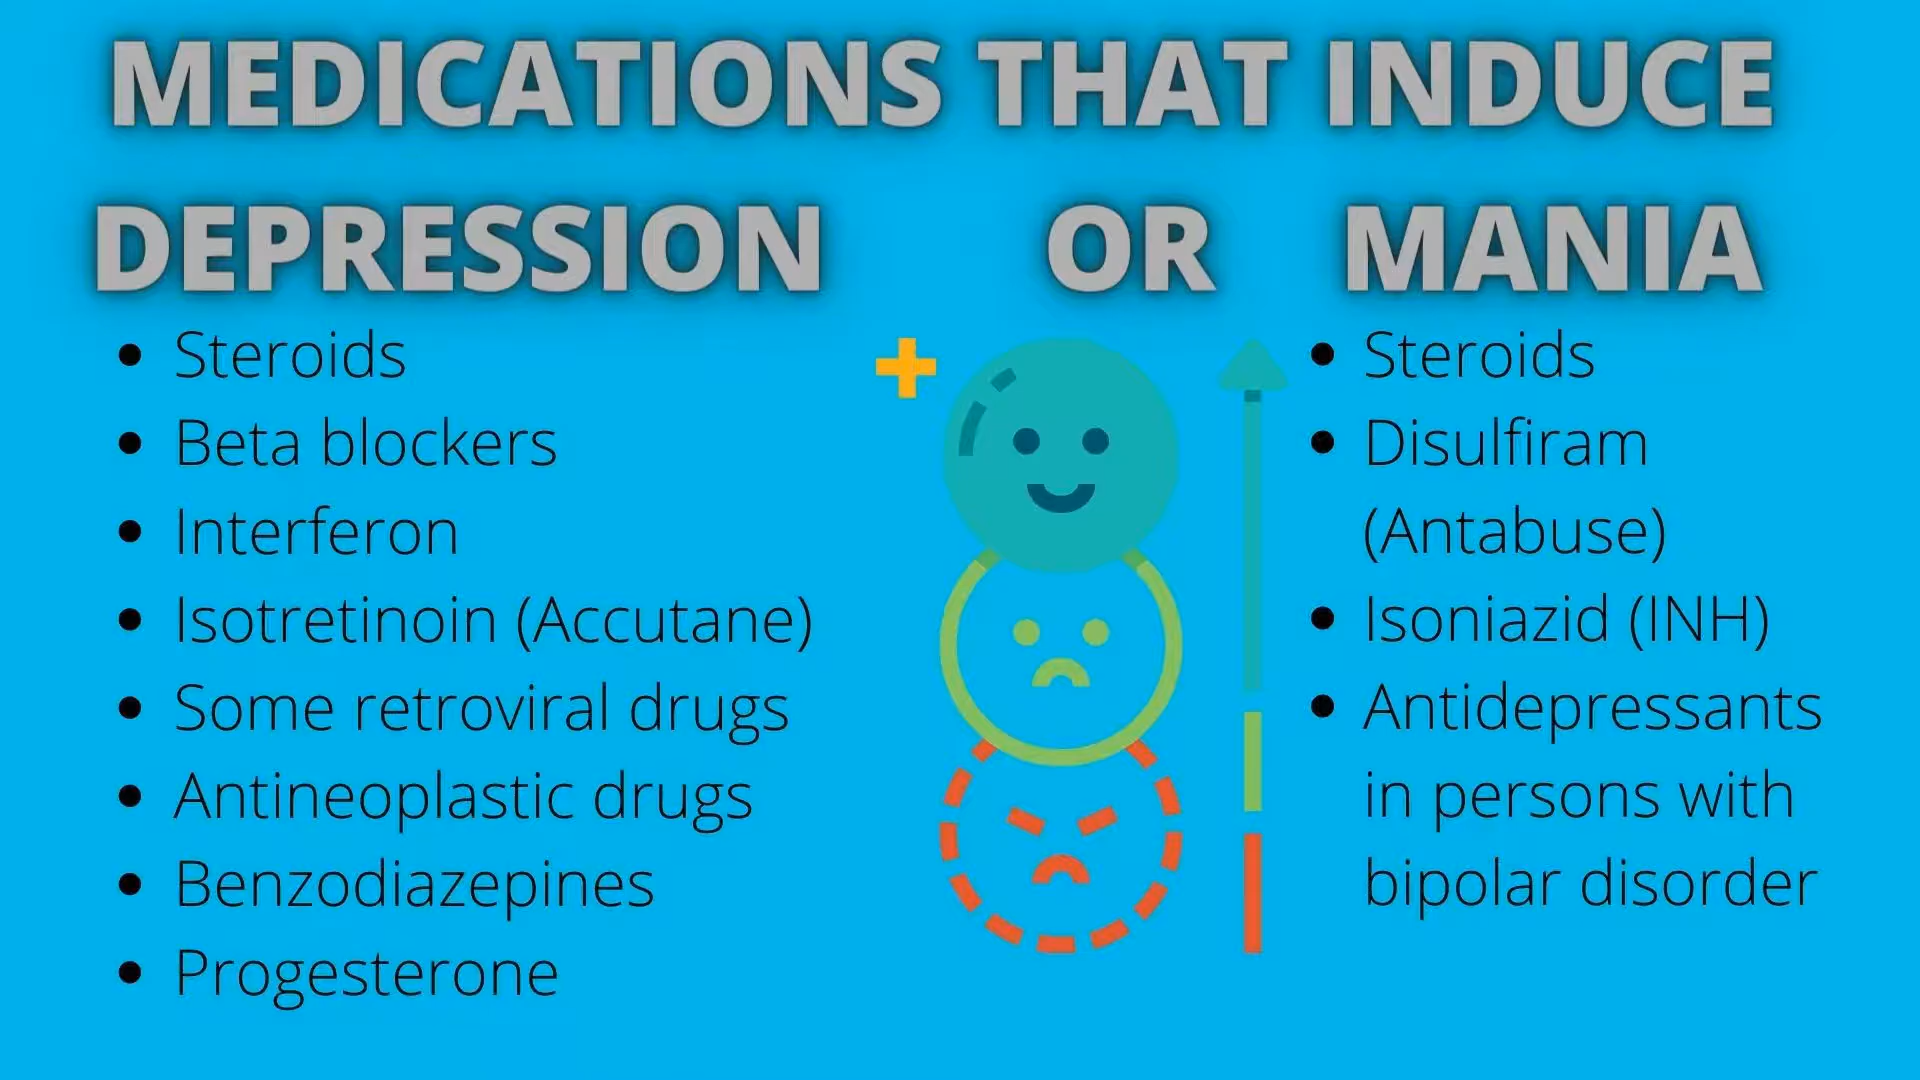 MEDICATIONS THAT INDUCE
DEPRESSION OR MANIA
• Steroids
• Beta blockers
• Interferon
• Isotretinoin (Accutane)
• Some retroviral drugs
• Antineoplastic drugs
• Benzodiazepines
• Progesterone
• Steroids
• Disulfiram
(Antabuse)
• Isoniazid (INH)
• Antidepressants
in persons with
bipolar disorder